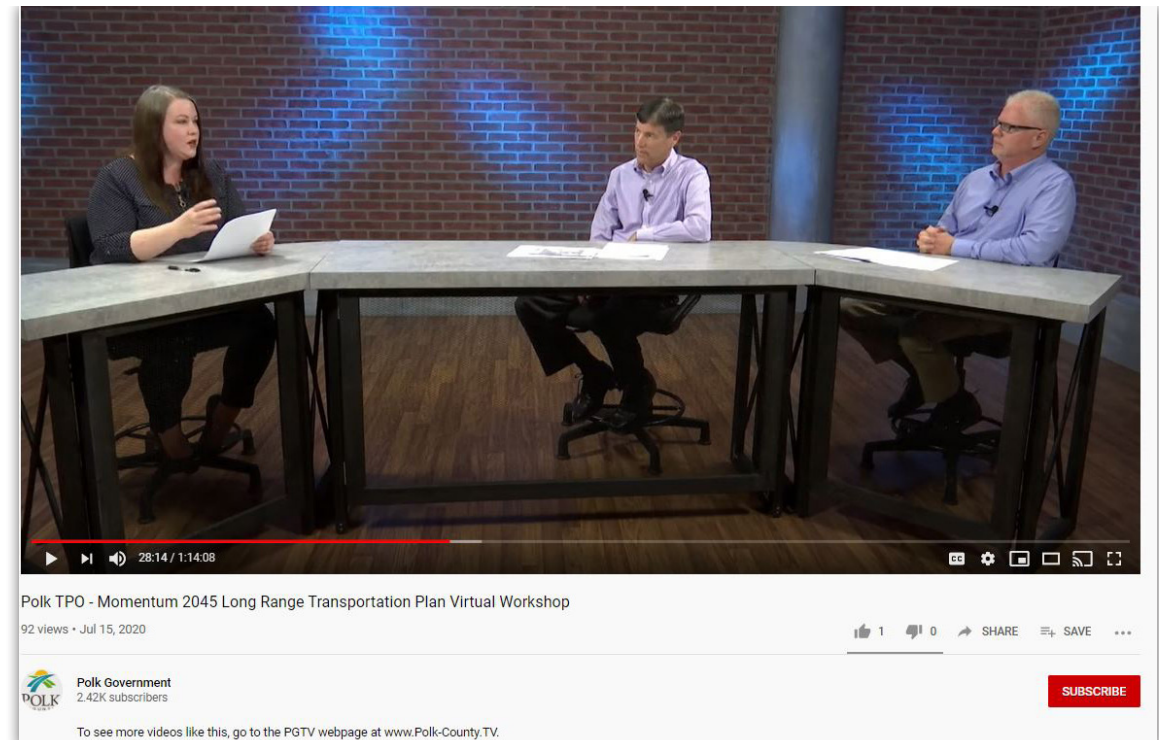 28:14 / 1:14:08
CC
Polk TPO - Momentum 2045 Long Range Transportation Plan Virtual Workshop
92 views • Jul 15, 2020
1 0 SHARE SAVE
POLK
Polk Government
2.42K subscribers
SUBSCRIBE
To see more videos like this, go to the PGTV webpage at www.Polk-County.TV.